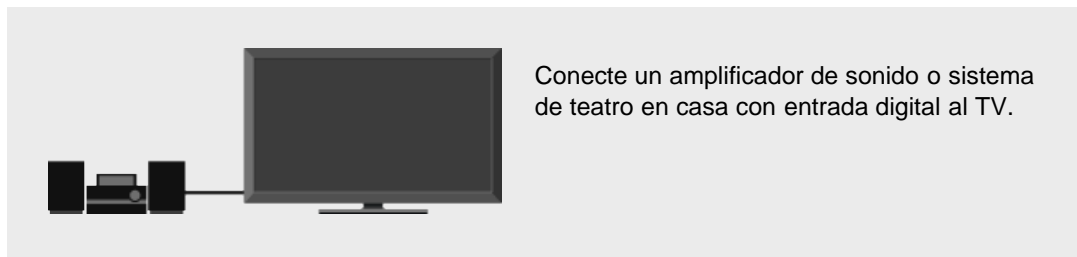 Conecte un amplificador de sonido o sistema
de teatro en casa con entrada digital al TV.